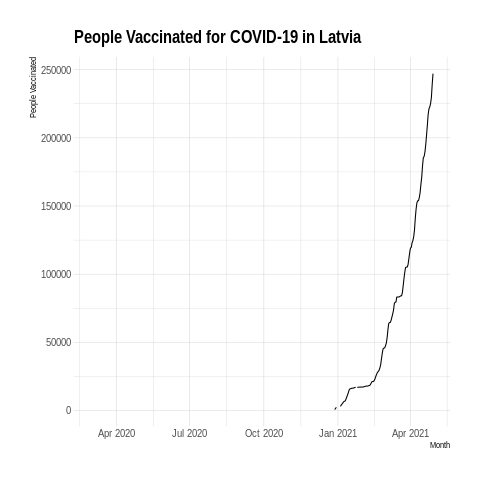 People Vaccinated for COVID-19 in Latvia
People Vaccinated
250000
200000
150000
100000
50000
0
Apr 2020 Jul 2020 Oct 2020 Jan 2021 Apr 2021
Month